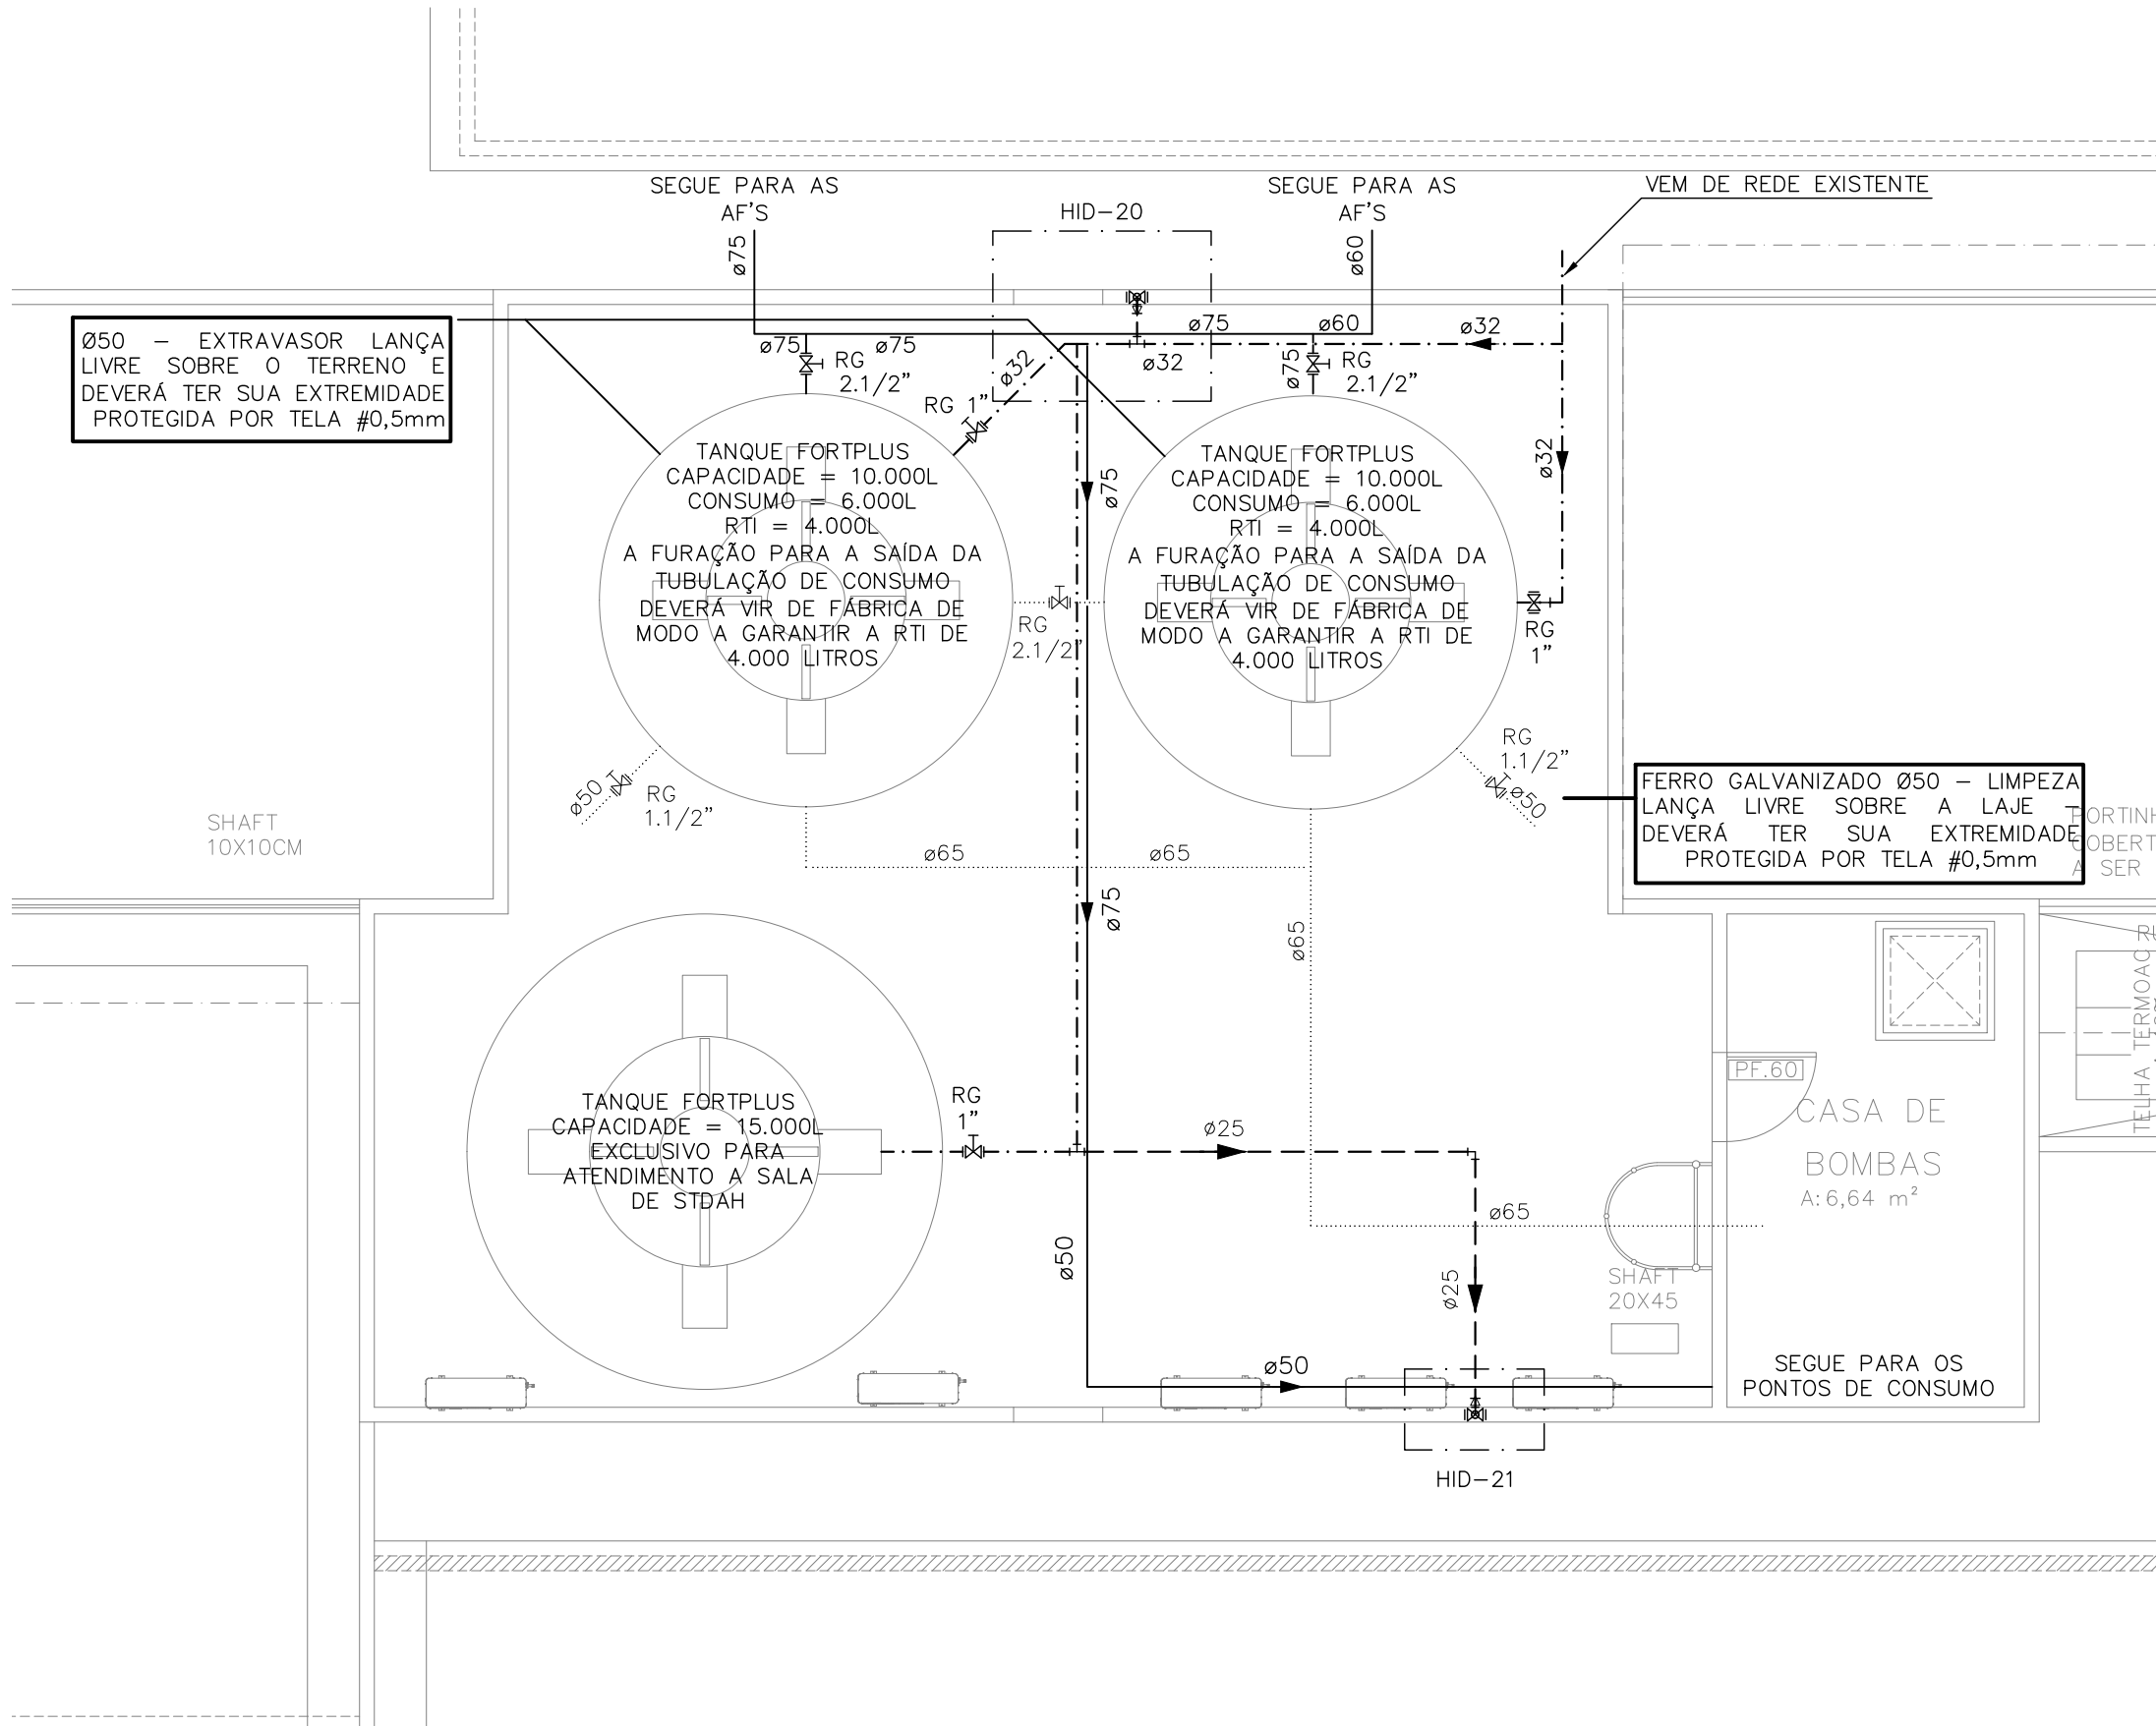 SEGUE PARA AS
AF'S
ø75
HID-20
SEGUE PARA AS
AF'S
ø60
VEM DE REDE EXISTENTE
Ø50 - EXTRAVASOR LANÇA
LIVRE SOBRE O TERRENO E
DEVERÁ TER SUA EXTREMIDADE
PROTEGIDA POR TELA #0,5mm
ø75
ø75
RG
2.1/2"
ø32
RG 1"
ø75
ø32
ø60
ø75
RG
2.1/2"
ø32
ø32
TANQUE FORTPLUS
CAPACIDADE = 10.000L
CONSUMO = 6.000L
RTI = 4.000L
A FURAÇÃO PARA A SAÍDA DA
TUBULAÇÃO DE CONSUMO
DEVERÁ VIR DE FÁBRICA DE
MODO A GARANTIR A RTI DE
4.000 LITROS
ø75
TANQUE FORTPLUS
CAPACIDADE = 10.000L
CONSUMO = 6.000L
RTI = 4.000L
A FURAÇÃO PARA A SAÍDA DA
TUBULAÇÃO DE CONSUMO
DEVERÁ VIR DE FÁBRICA DE
MODO A GARANTIR A RTI DE
4.000 LITROS
RG
2.1/2"
RG
1"
SHAFT
10X10CM
ø50
RG
1.1/2"
RG
1.1/2"
ø50
FERRO GALVANIZADO Ø50 - LIMPEZA
LANÇA LIVRE SOBRE A LAJE -
DEVERÁ TER SUA EXTREMIDADE
PROTEGIDA POR TELA #0,5mm
A SER
ø65
ø65
ø75
ø65
TELHA TERMOAC
TANQUE FORTPLUS
CAPACIDADE = 15.000L
EXCLUSIVO PARA
ATENDIMENTO A SALA
DE STDAH
RG
1"
ø25
PF.60
CASA DE
BOMBAS
A:6,64 m²
ø65
ø50
ø25
SHAFT
20X45
ø50
SEGUE PARA OS
PONTOS DE CONSUMO
HID-21